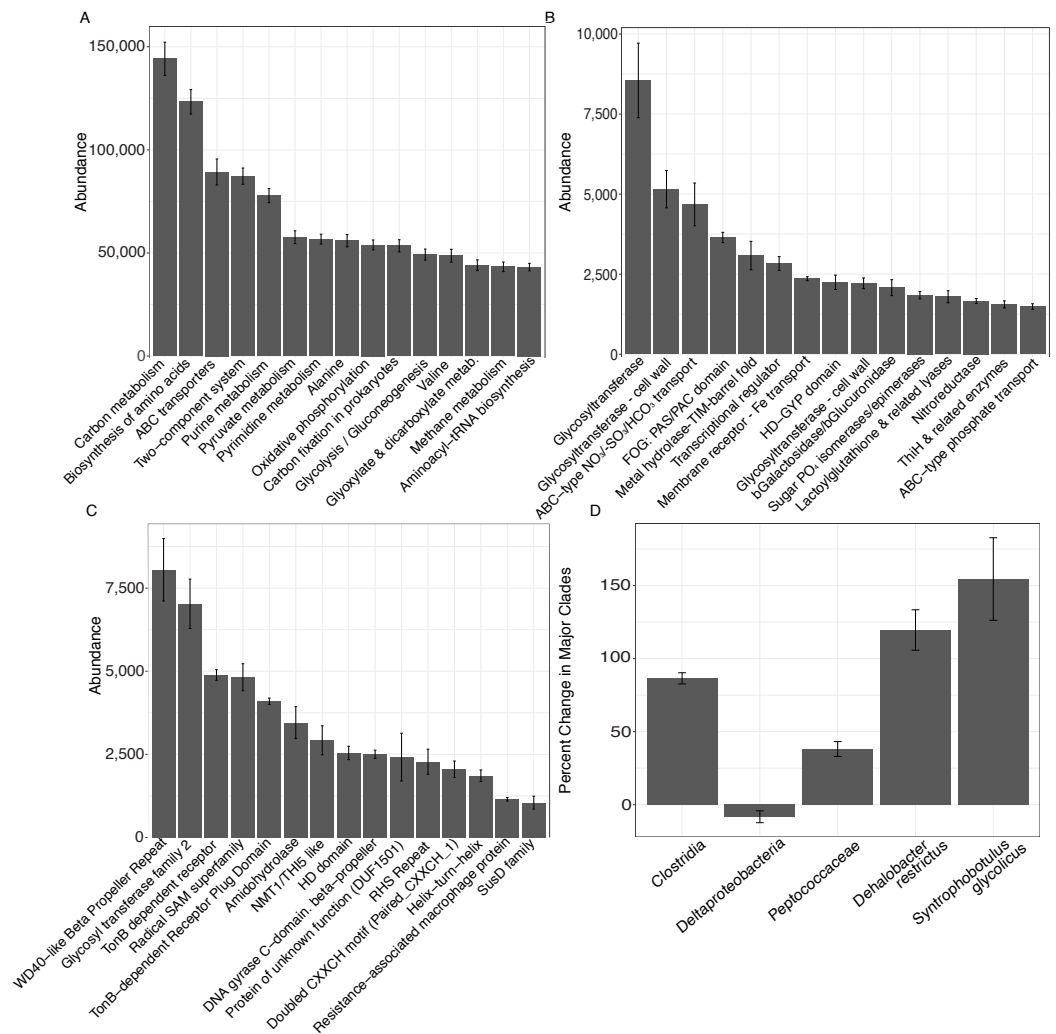 A
Abundance
150,000
100,000
50,000
0
Carbon metabolism
Biosynthesis of amino acids
ABC transporters
Two−component system
Purine metabolism
Pyruvate metabolism
Pyrimidine metabolism
Alanine
Oxidative phosphorylation
Carbon fixation in prokaryotes
Glycolysis / Gluconeogenesis
Valine
Glyoxylate & dicarboxylate metab.
Methane metabolism
Aminoacyl−tRNA biosynthesis
B
Abundance
10,000
7,500
5,000
2,500
0
Glycosyltransferase
Glycosyltransferase - cell wall
ABC−type NO₃/-SO₃/HCO₃ transport
FOG: PAS/PAC domain
Metal hydrolase-TIM-barrel fold
Transcriptional regulator
Membrane receptor - Fe transport
HD−GYP domain
Glycosyltransferase - cell wall
bGalactosidase/bGlucuronidase
Sugar PO₄ isomerases/epimerases
Lactoylglutathione & related lyases
Nitroreductase
ThiH & related enzymes
ABC−type phosphate transport
C
Abundance
7,500
5,000
2,500
0
WD40−like Beta Propeller Repeat
Glycosyl transferase family 2
TonB dependent receptor
Radical SAM superfamily
TonB−dependent Receptor Plug Domain
Amidohydrolase
NMT1/THI5 like
HD domain
DNA gyrase C−domain. beta−propeller
Protein of unknown function (DUF1501)
RHS Repeat
Doubled CXXCH motif (Paired_CXXCH_1)
Helix−turn−helix
Resistance−associated macrophage protein
SusD family
D
Percent Change in Major Clades
150
100
50
0
Clostridia
Deltaproteobacteria
Peptococcaceae
Dehalobacter
restrictus
Syntrophobotulus
glycolicus